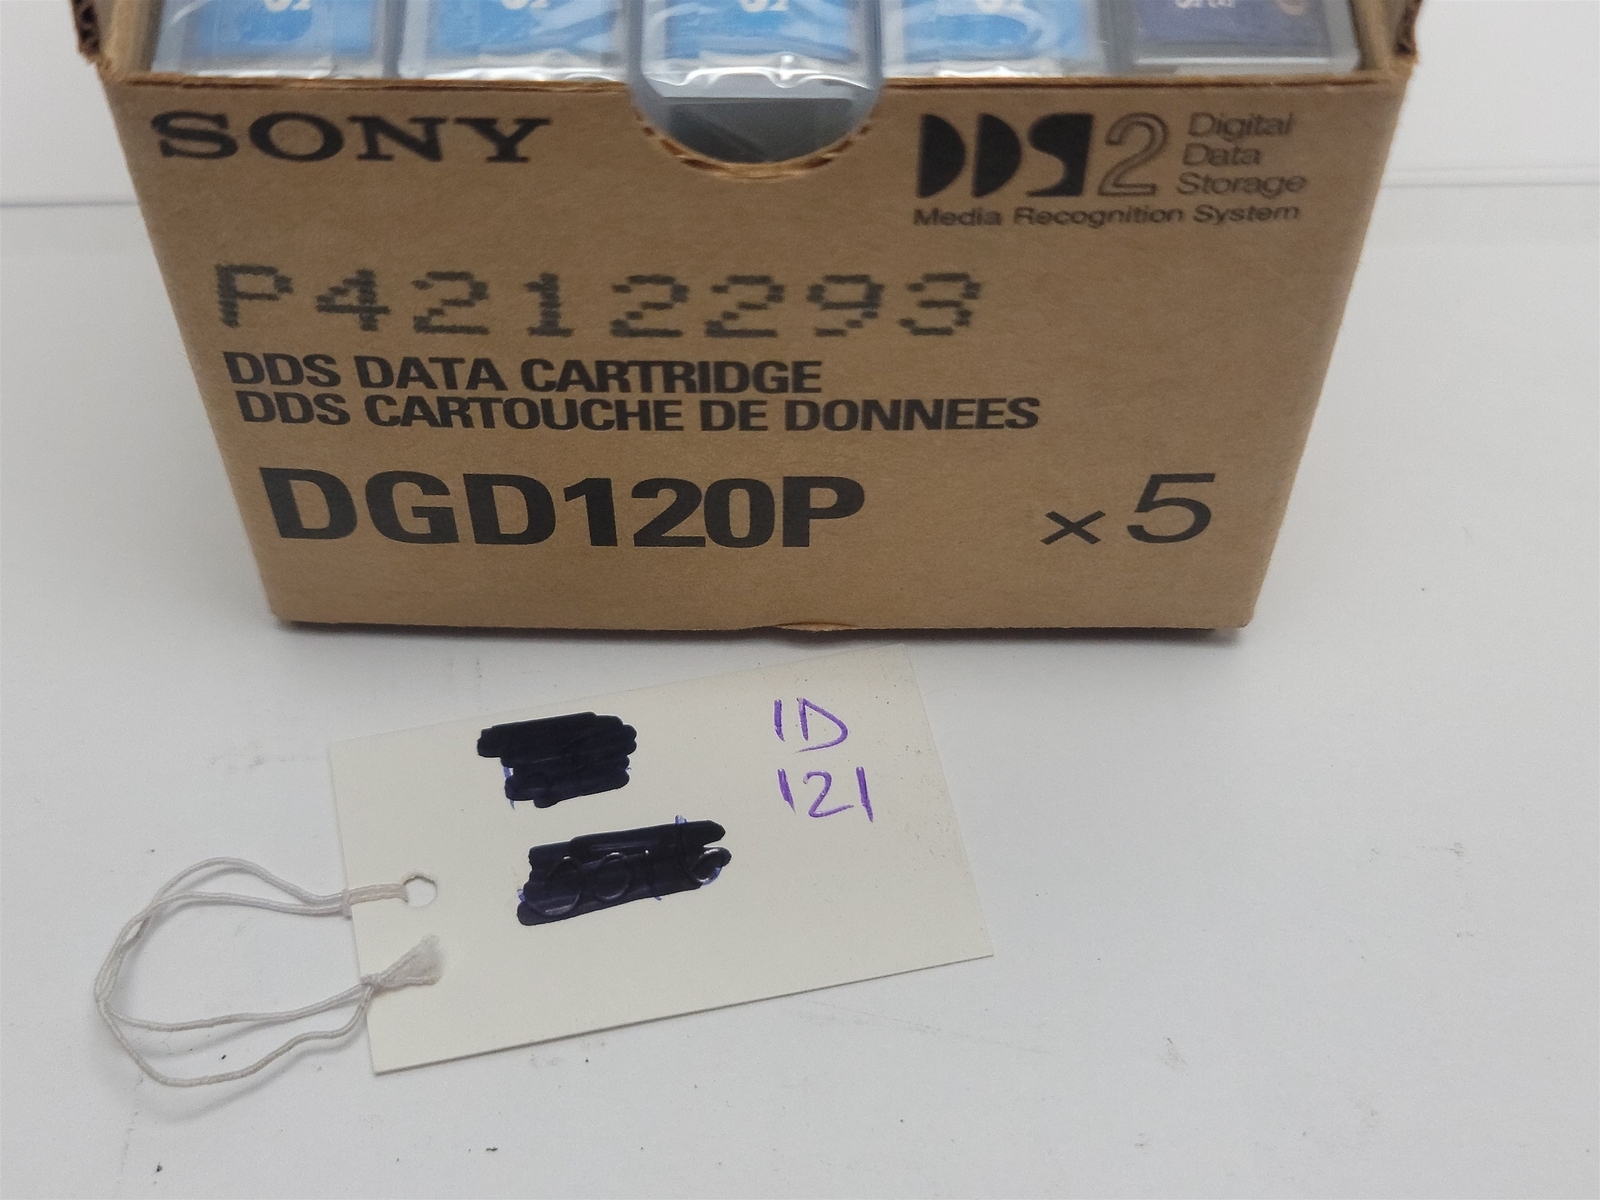 SONY
DDS2 Digital
Data
Storage
Media Recognition System
P4212293
DDS DATA CARTRIDGE
DDS CARTOUCHE DE DONNEES
DGD120P x5
ID
121